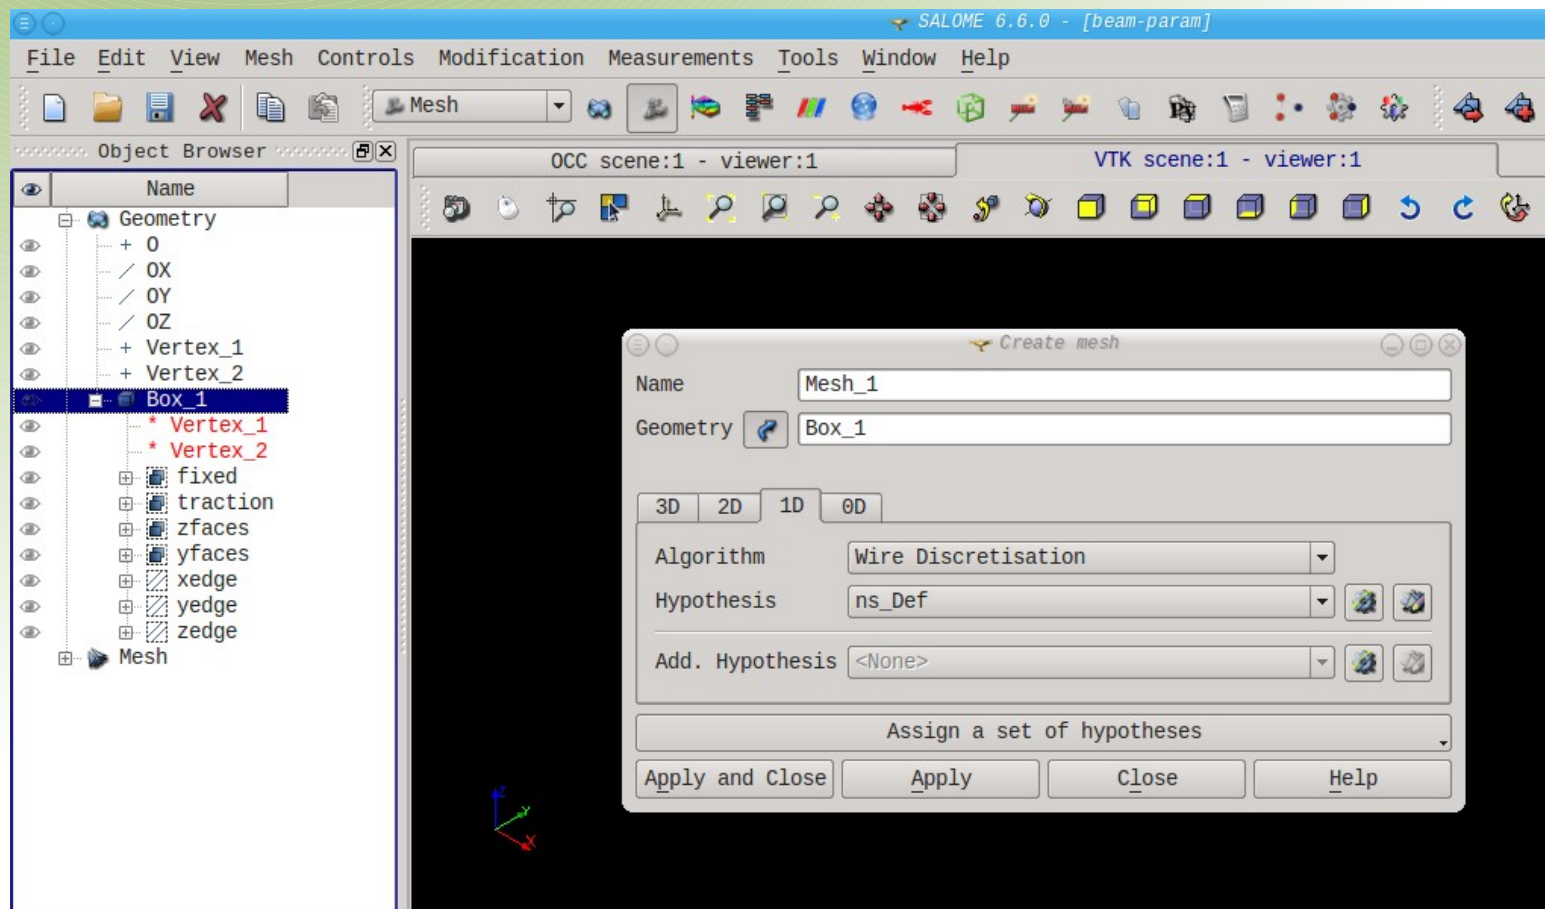 SALOME 6.6.0 - [beam-param]
File Edit View Mesh Controls Modification Measurements Tools Window Help
Mesh
Object Browser
OCC scene:1 - viewer:1
VTK scene:1 - viewer:1
Name
Geometry
O
OX
OY
OZ
Vertex_1
Vertex_2
Box_1
* Vertex_1
* Vertex_2
fixed
traction
zfaces
yfaces
xedge
yedge
zedge
Mesh
Create mesh
Name Mesh_1
Geometry Box_1
3D 2D 1D 0D
Algorithm Wire Discretisation
Hypothesis ns_Def
Add. Hypothesis <None>
Assign a set of hypotheses
Apply and Close Apply Close Help
Z
Y
X